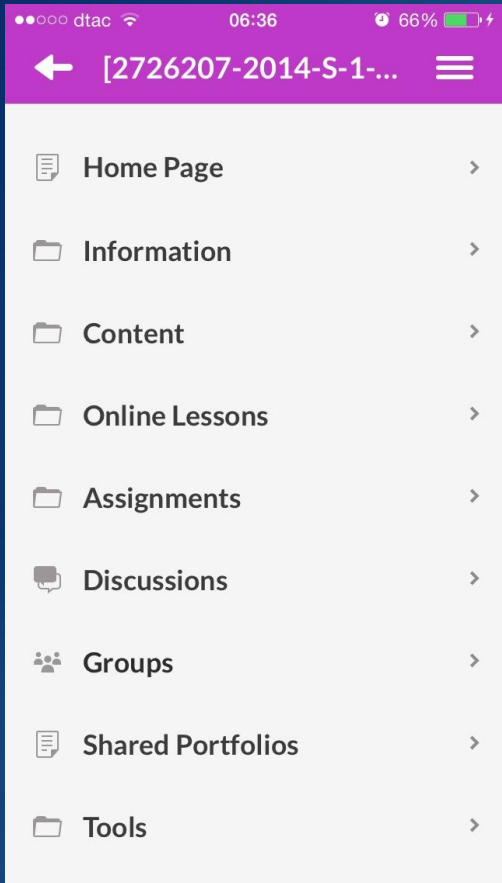 dtac 06:36 66%
[2726207-2014-S-1-...
Home Page
Information
Content
Online Lessons
Assignments
Discussions
Groups
Shared Portfolios
Tools